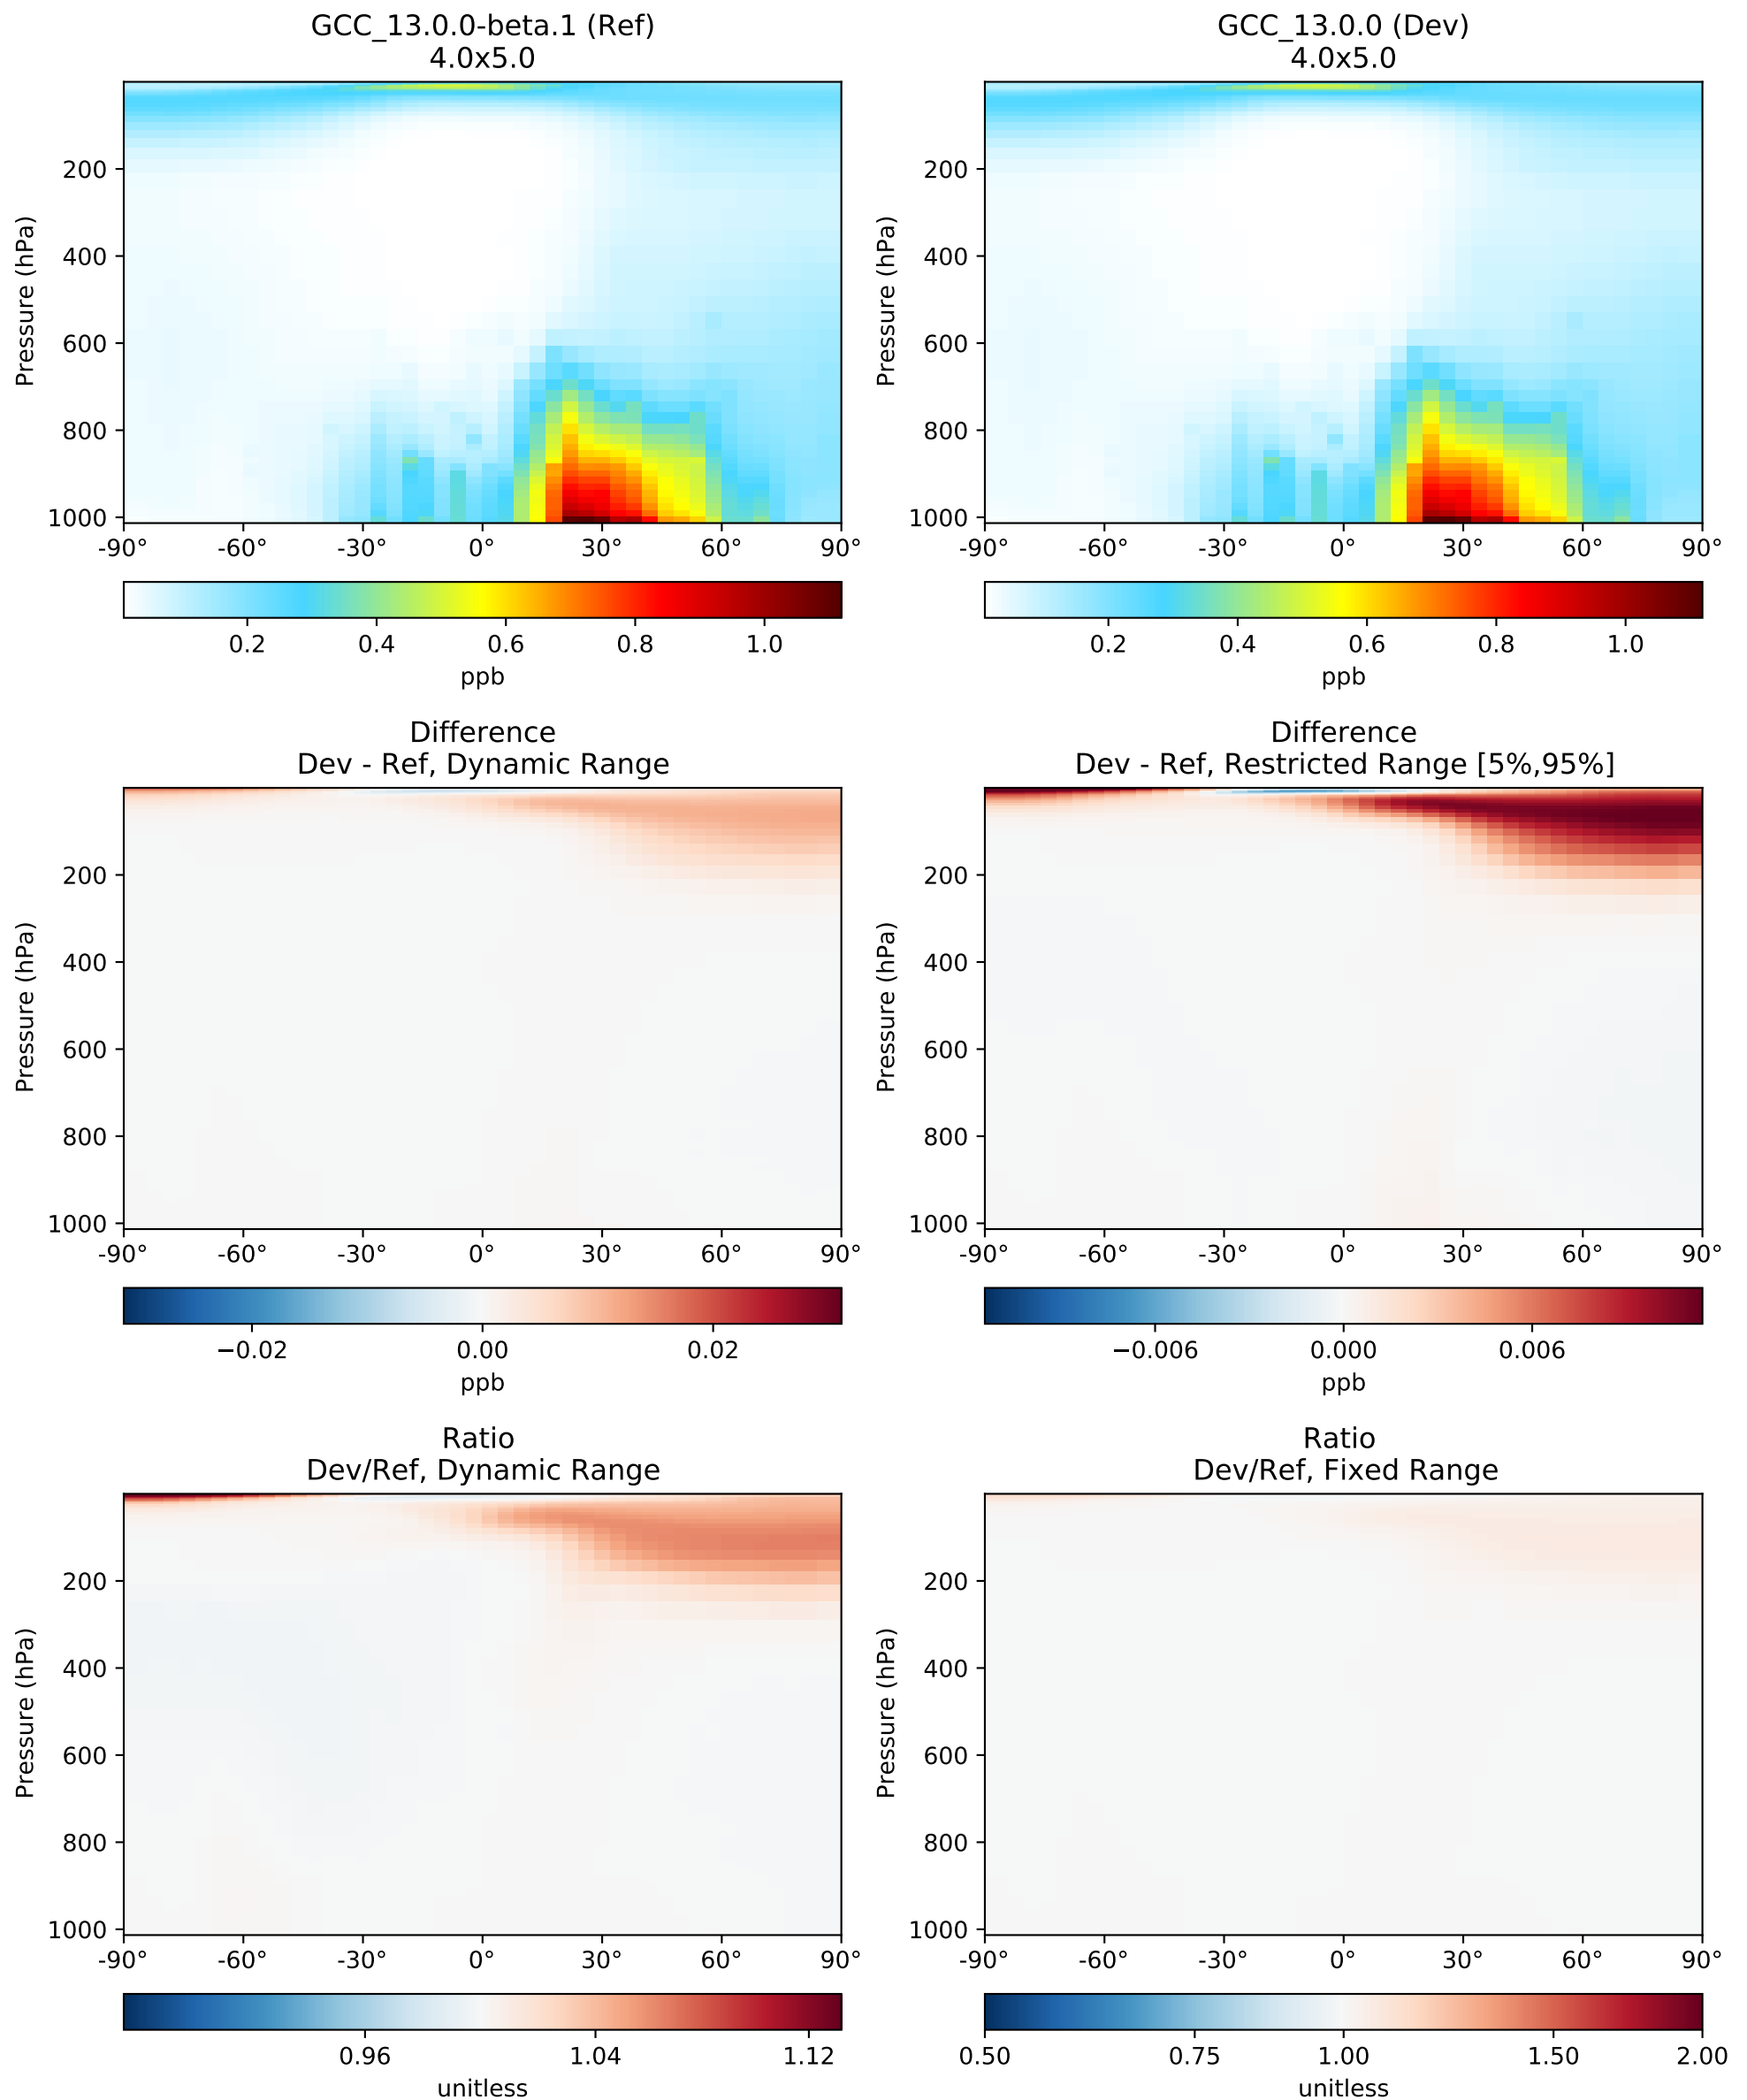 GCC_13.0.0-beta.1 (Ref)
4.0x5.0
GCC_13.0.0 (Dev)
4.0x5.0
Pressure (hPa)
200
400
600
800
1000
-90° -60° -30° 0° 30° 60° 90°
0.2 0.4 0.6 0.8 1.0
ppb
Pressure (hPa)
200
400
600
800
1000
-90° -60° -30° 0° 30° 60° 90°
0.2 0.4 0.6 0.8 1.0
ppb
Difference
Dev - Ref, Dynamic Range
Difference
Dev - Ref, Restricted Range [5%,95%]
Pressure (hPa)
200
400
600
800
1000
-90° -60° -30° 0° 30° 60° 90°
−0.02 0.00 0.02
ppb
Pressure (hPa)
200
400
600
800
1000
-90° -60° -30° 0° 30° 60° 90°
−0.006 0.000 0.006
ppb
Ratio
Dev/Ref, Dynamic Range
Ratio
Dev/Ref, Fixed Range
Pressure (hPa)
200
400
600
800
1000
-90° -60° -30° 0° 30° 60° 90°
0.96 1.04 1.12
unitless
Pressure (hPa)
200
400
600
800
1000
-90° -60° -30° 0° 30° 60° 90°
0.50 0.75 1.00 1.50 2.00
unitless